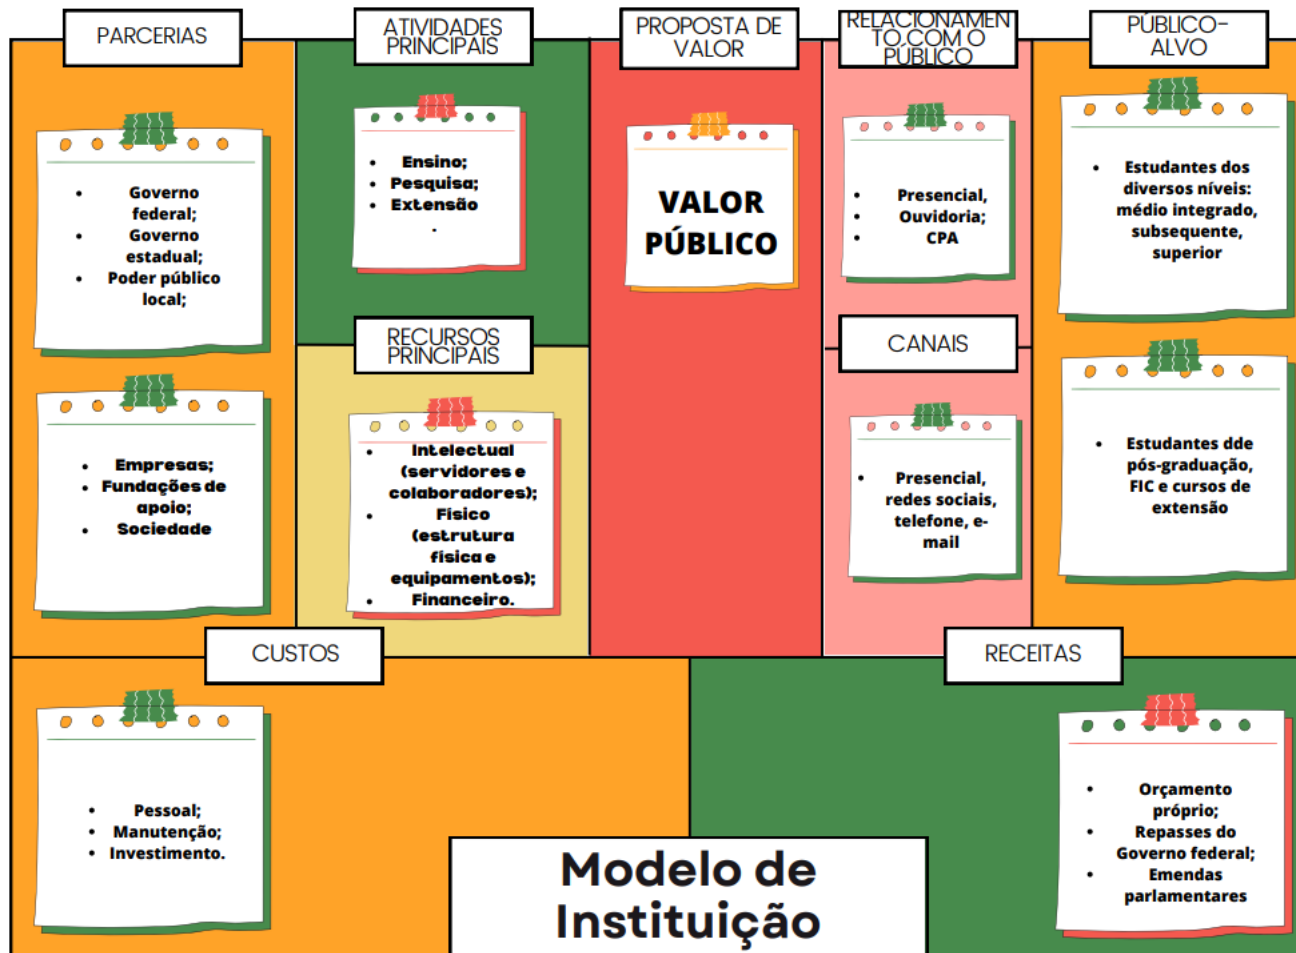 PARCERIAS
• Governo
federal;
• Governo
estadual;
• Poder público
local;
• Empresas;
• Fundações de
apoio;
• Sociedade
ATIVIDADES
PRINCIPAIS
• Ensino;
• Pesquisa;
• Extensão
.
RECURSOS
PRINCIPAIS
• Intelectual
(servidores e
colaboradores);
• Físico
(estrutura
física e
equipamentos);
• Financeiro.
PROPOSTA DE
VALOR
VALOR
PÚBLICO
RELACIONAMEN
TO COM O
PÚBLICO
• Presencial,
• Ouvidoria;
• CPA
CANAIS
• Presencial,
redes sociais,
telefone, e-
mail
PÚBLICO-
ALVO
• Estudantes dos
diversos níveis:
médio integrado,
subsequente,
superior
• Estudantes dde
pós-graduação,
FIC e cursos de
extensão
CUSTOS
• Pessoal;
• Manutenção;
• Investimento.
RECEITAS
• Orçamento
próprio;
• Repasses do
Governo federal;
• Emendas
parlamentares
Modelo de
Instituição